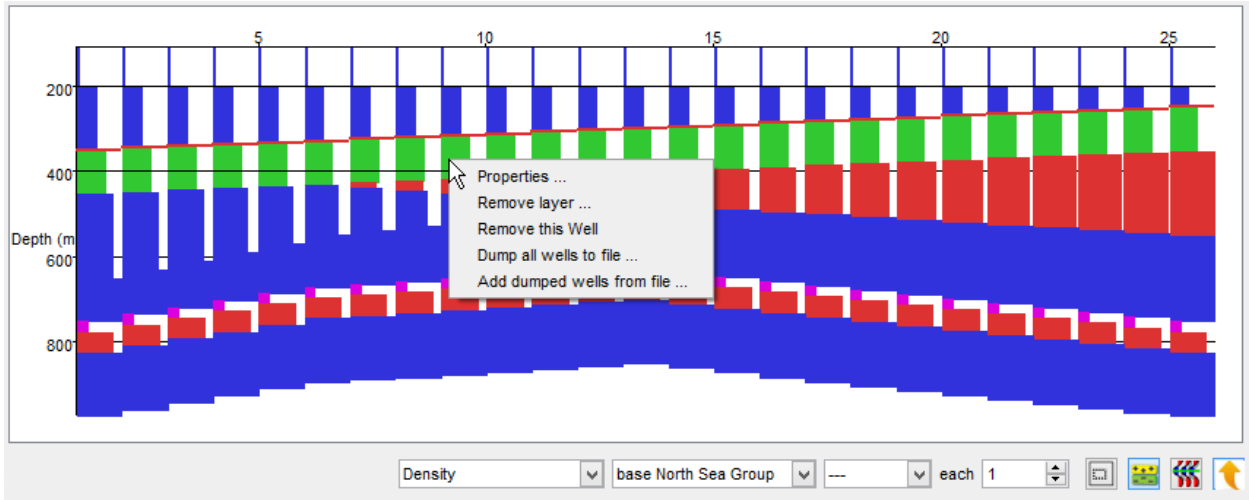 5 10 15 20 25
200
400
Depth (m
600
800
Properties ...
Remove layer ...
Remove this Well
Dump all wells to file ...
Add dumped wells from file ...
Density base North Sea Group --- each 1